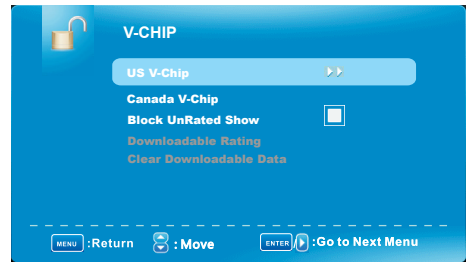 V-CHIP
US V-Chip
Canada V-Chip
Block UnRated Show
Downloadable Rating
Clear Downloadable Data
MENU :Return : Move ENTER / :Go to Next Menu